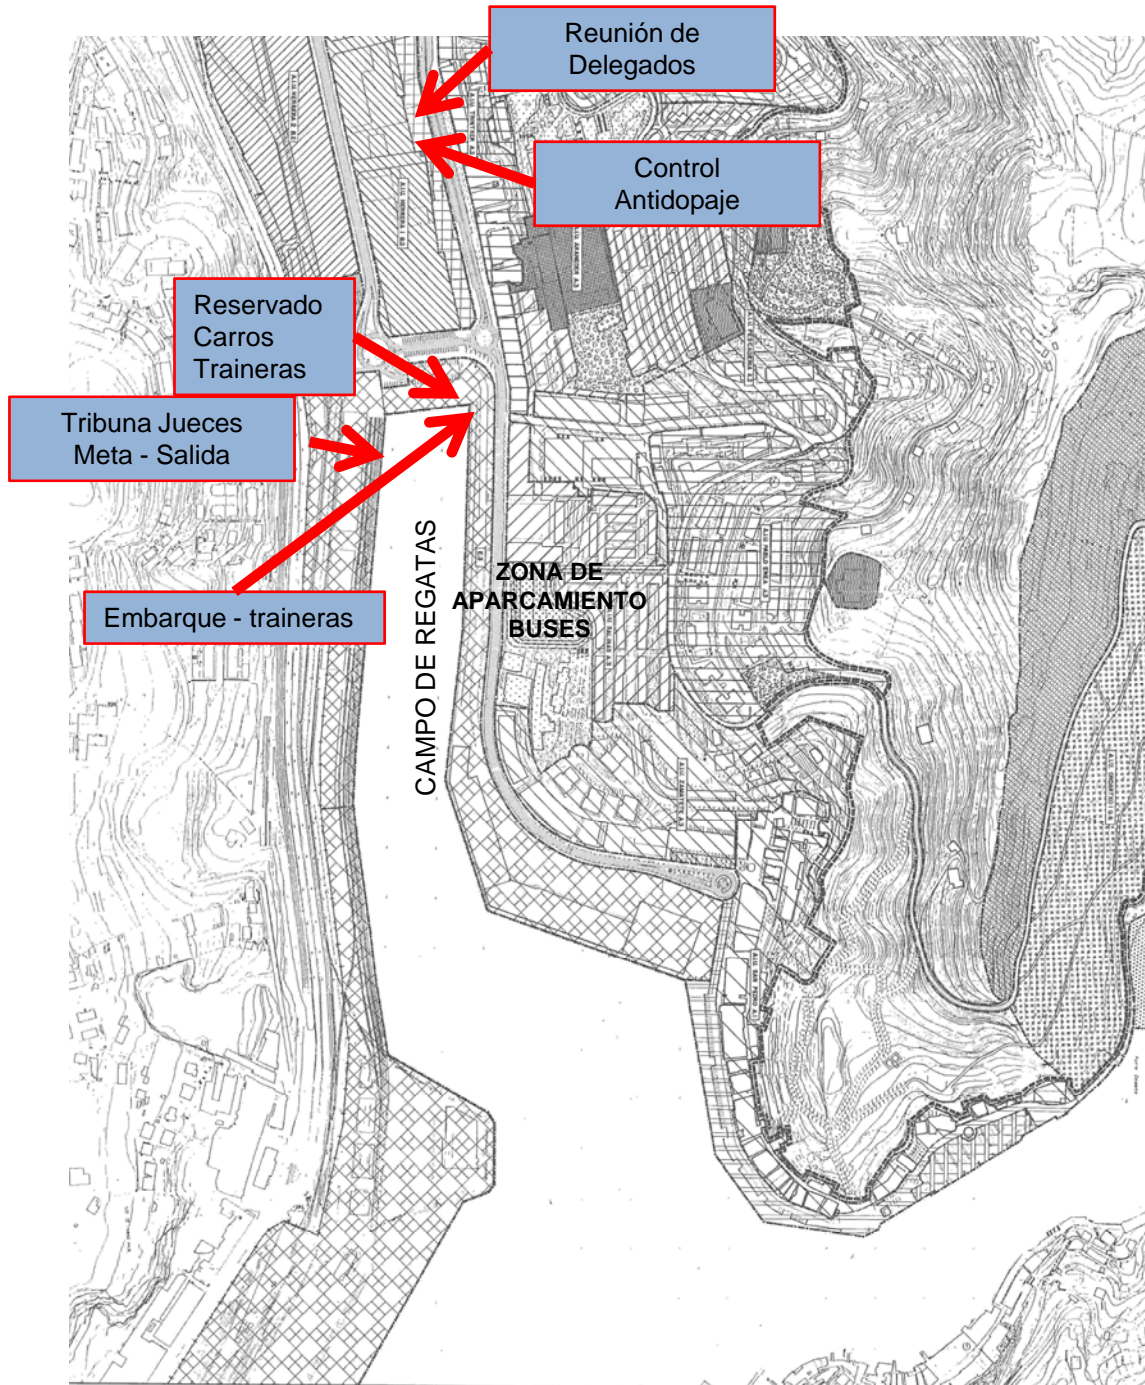 Reunión de
Delegados
Control
Antidopaje
Reservado
Carros
Traineras
Tribuna Jueces
Meta - Salida
Embarque - traineras
CAMPO DE REGATAS
ZONA DE
APARCAMIENTO
BUSES